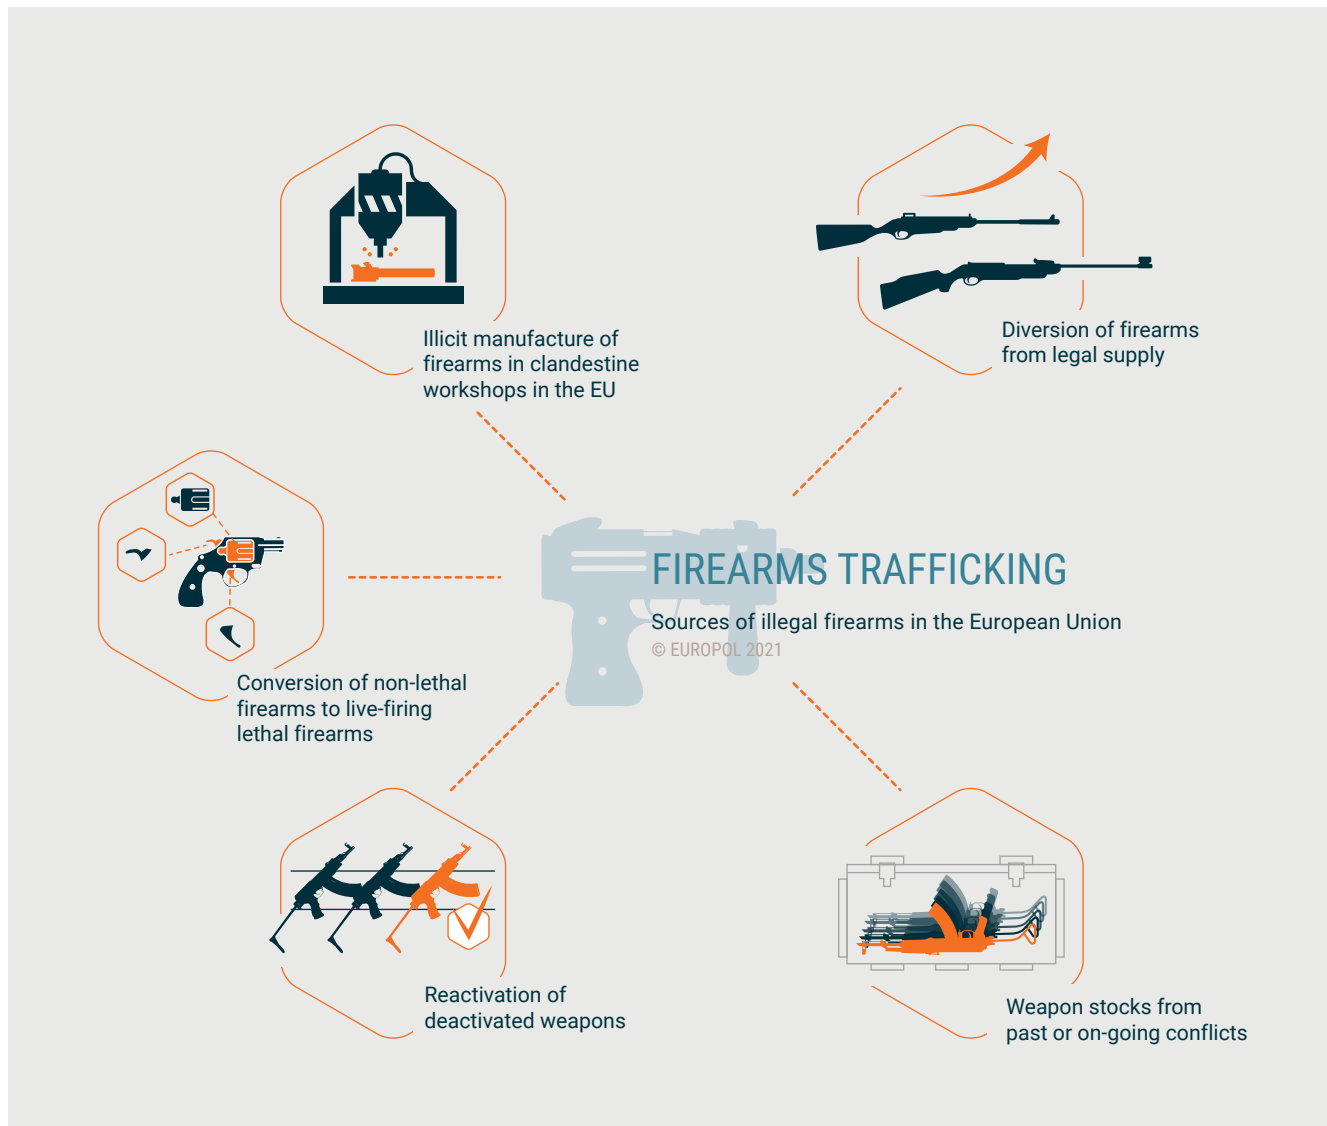 Illicit manufacture of
firearms in clandestine
workshops in the EU
Diversion of firearms
from legal supply
FIREARMS TRAFFICKING
Sources of illegal firearms in the European Union
© EUROPOL 2021
Conversion of non-lethal
firearms to live-firing
lethal firearms
Reactivation of
deactivated weapons
Weapon stocks from
past or on-going conflicts